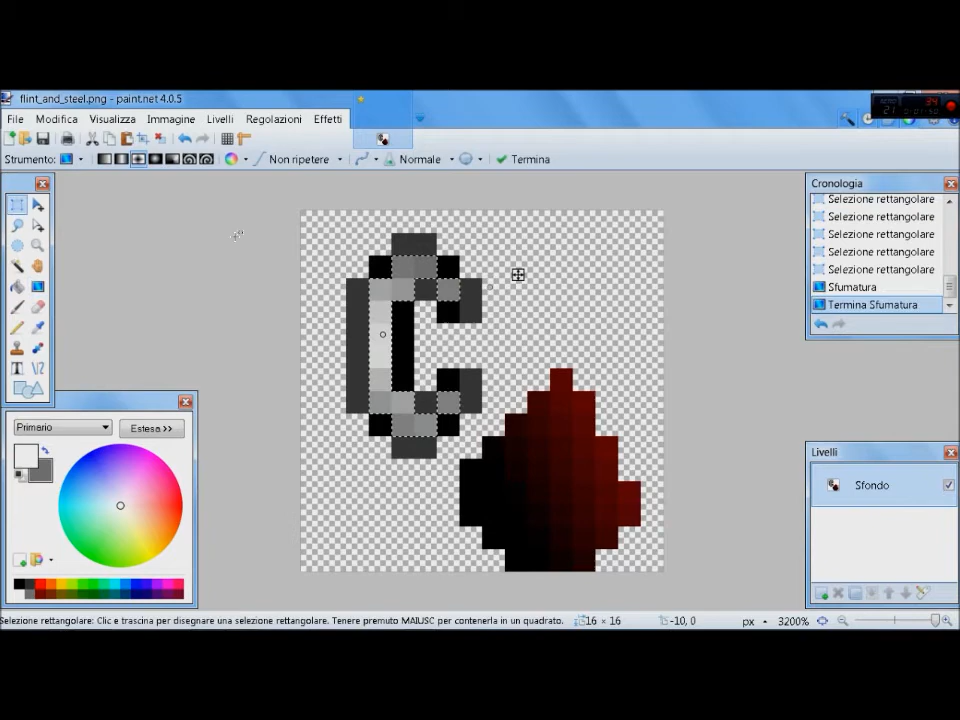 flint_and_steel.png - paint.net 4.0.5
File Modifica Visualizza Immagine Livelli Regolazioni Effetti
Strumento: Non ripetere Normale Termina
Cronologia
Selezione rettangolare
Selezione rettangolare
Selezione rettangolare
Selezione rettangolare
Selezione rettangolare
Sfumatura
Termina Sfumatura
Primario Estesa >>
Livelli
Sfondo
Selezione rettangolare: Clic e trascina per disegnare una selezione rettangolare. Tenere premuto MAIUSC per contenerla in un quadrato. 16 × 16 -10, 0 px 3200%